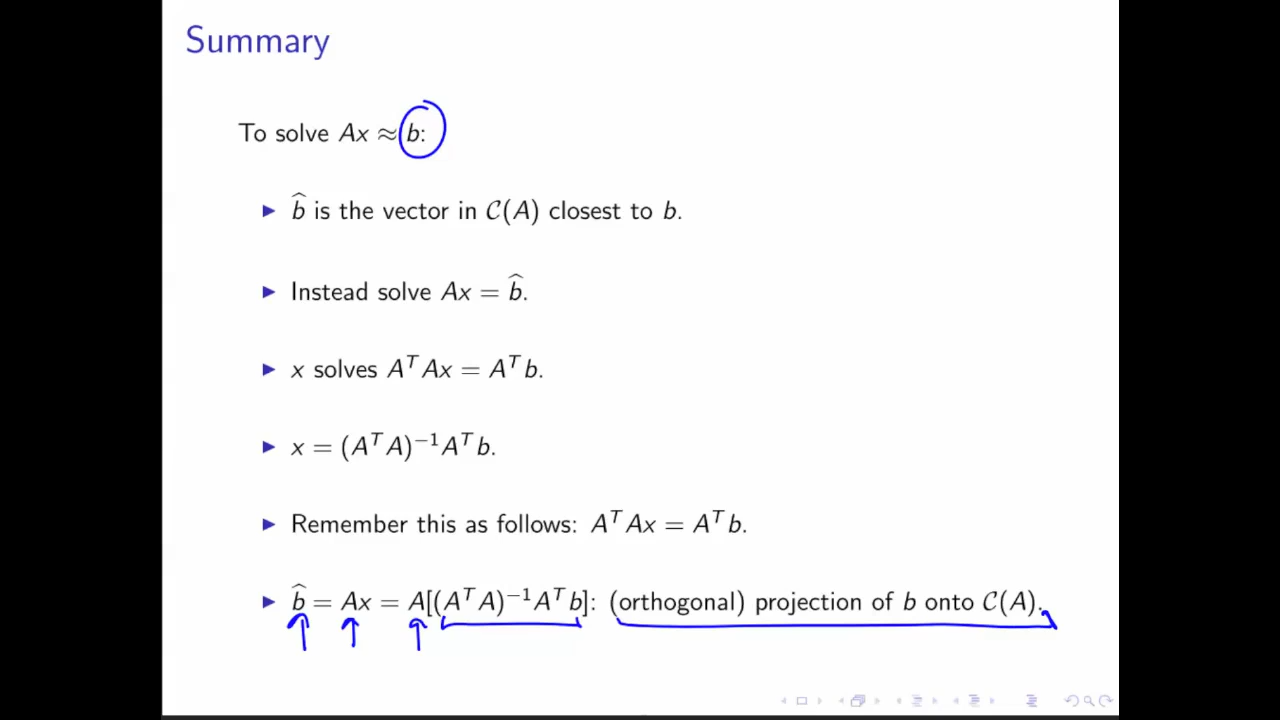 Summary
To solve Ax ≈ b:
▶ b̂ is the vector in 𝒞(A) closest to b.
▶ Instead solve Ax = b̂.
▶ x solves AᵀAx = Aᵀb.
▶ x = (AᵀA)⁻¹Aᵀb.
▶ Remember this as follows: AᵀAx = Aᵀb.
▶ b̂ = Ax = A[(AᵀA)⁻¹Aᵀb]: (orthogonal) projection of b onto 𝒞(A).